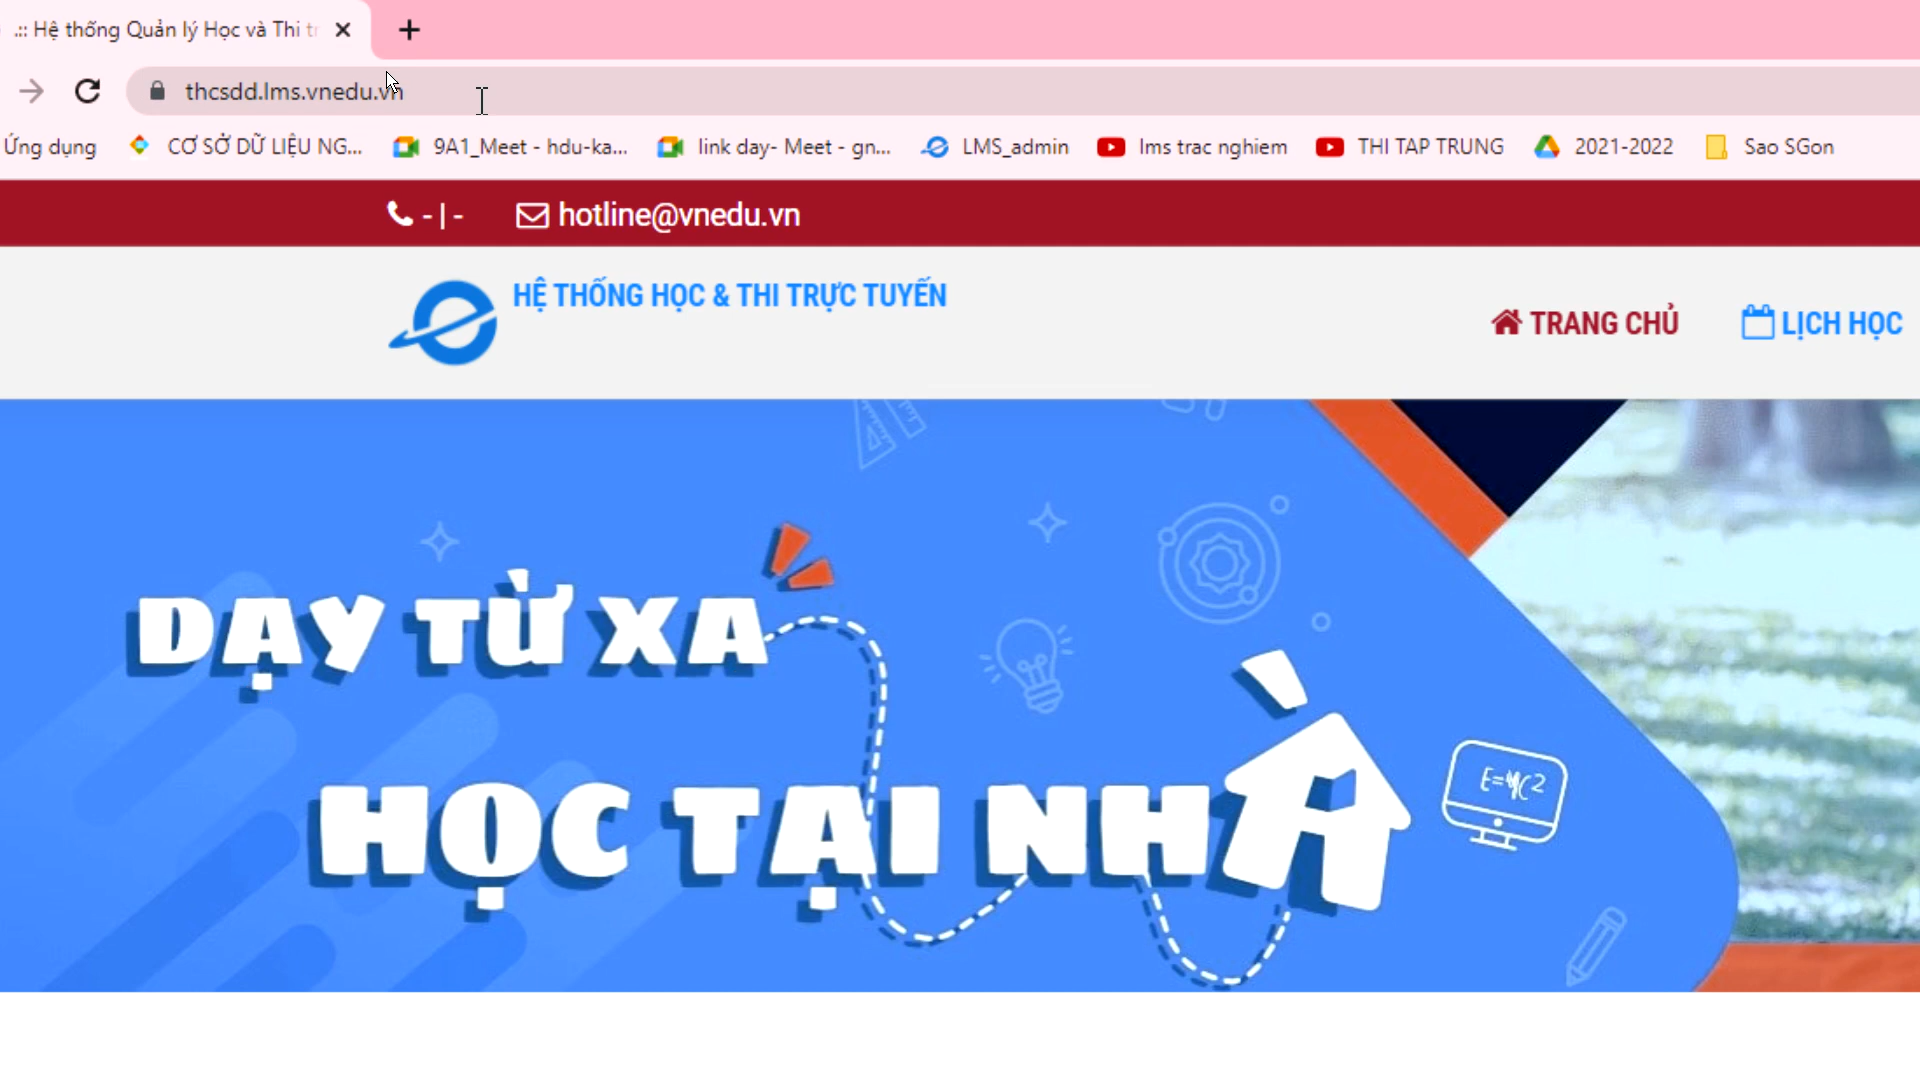 .:: Hệ thống Quản lý Học và Thi tr
thcsdd.lms.vnedu.vn
Ứng dụng CƠ SỞ DỮ LIỆU NG... 9A1_Meet - hdu-ka... link day- Meet - gn... LMS_admin lms trac nghiem THI TAP TRUNG 2021-2022 Sao SGon
- | - hotline@vnedu.vn
HỆ THỐNG HỌC & THI TRỰC TUYẾN
TRANG CHỦ LỊCH HỌC
DẠY TỪ XA
HỌC TẠI NHÀ
E=MC2